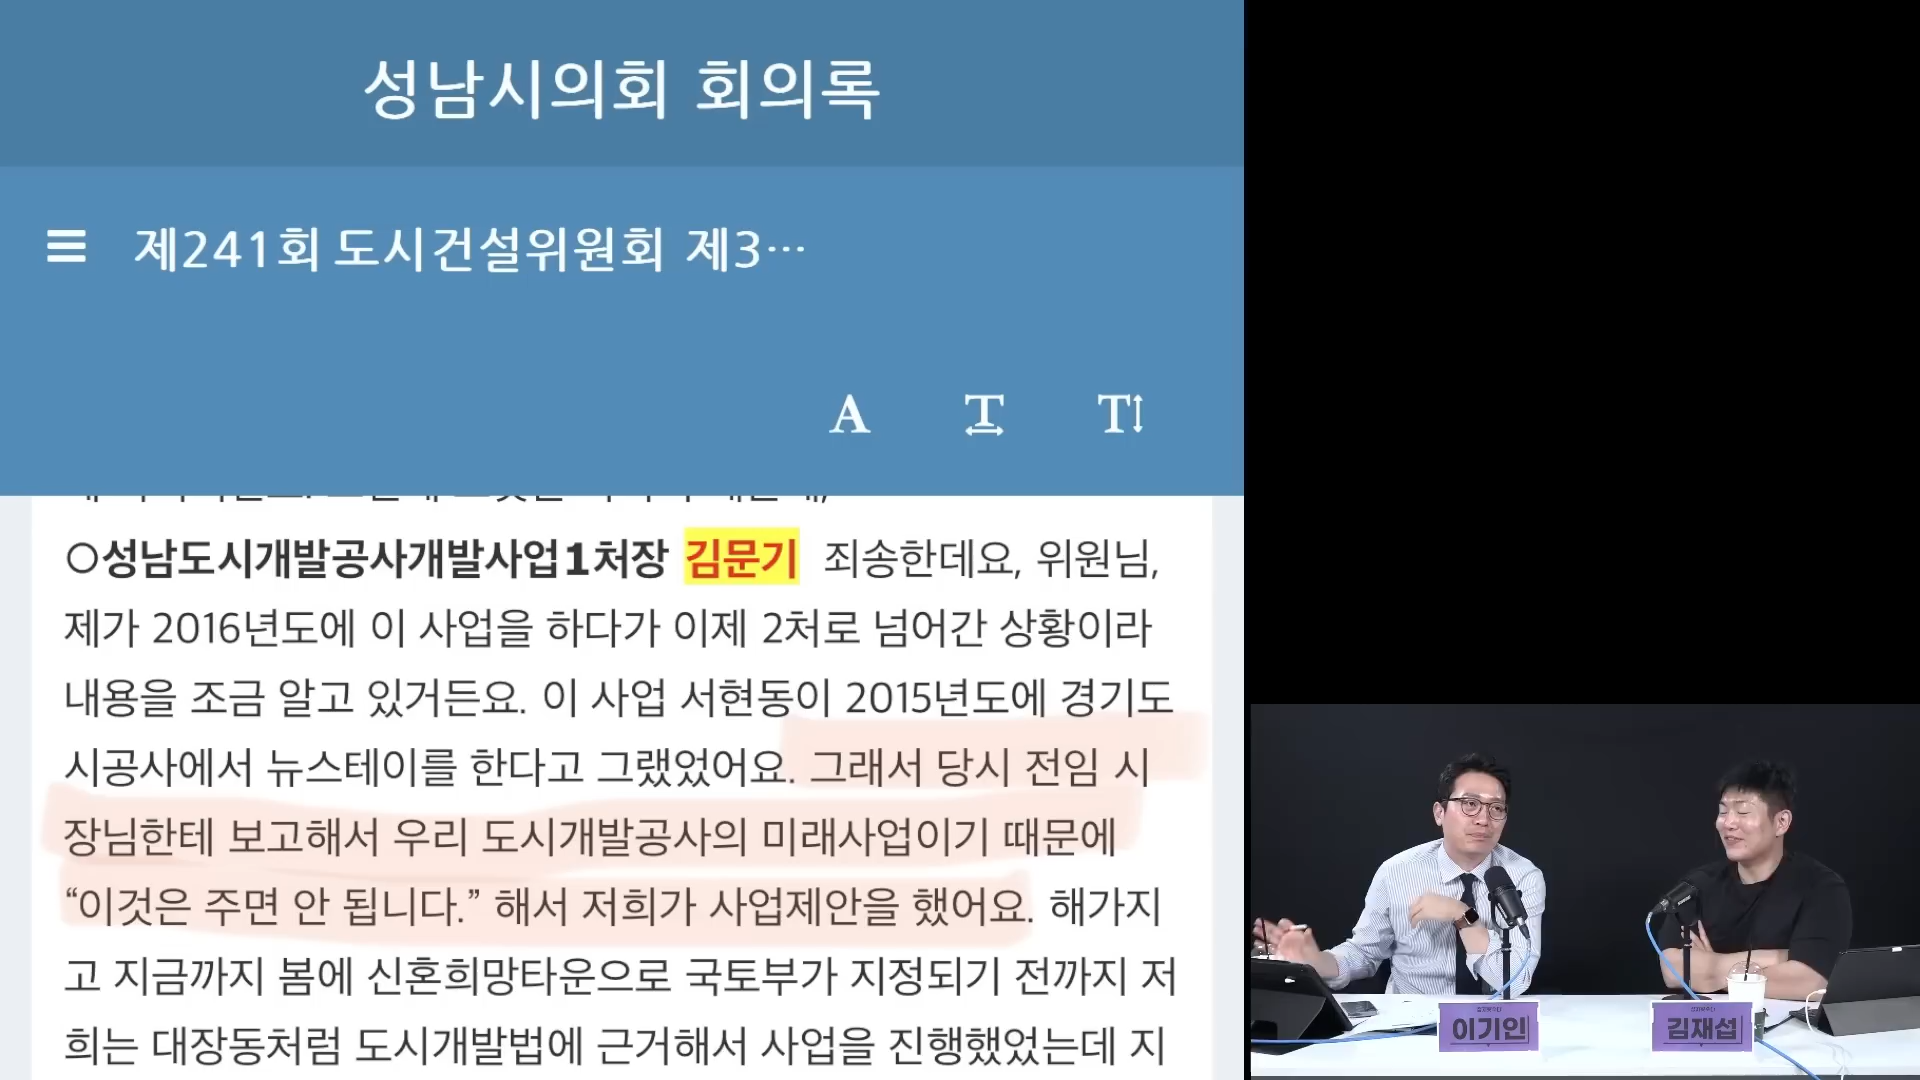 성남시의회 회의록
제241회 도시건설위원회 제3…
A T T
○성남도시개발공사개발사업1처장 김문기 죄송한데요, 위원님,
제가 2016년도에 이 사업을 하다가 이제 2처로 넘어간 상황이라
내용을 조금 알고 있거든요. 이 사업 서현동이 2015년도에 경기도
시공사에서 뉴스테이를 한다고 그랬었어요. 그래서 당시 전임 시
장님한테 보고해서 우리 도시개발공사의 미래사업이기 때문에
“이것은 주면 안 됩니다.” 해서 저희가 사업제안을 했어요. 해가지
고 지금까지 봄에 신혼희망타운으로 국토부가 지정되기 전까지 저
희는 대장동처럼 도시개발법에 근거해서 사업을 진행했었는데 지
이기인
김재섭